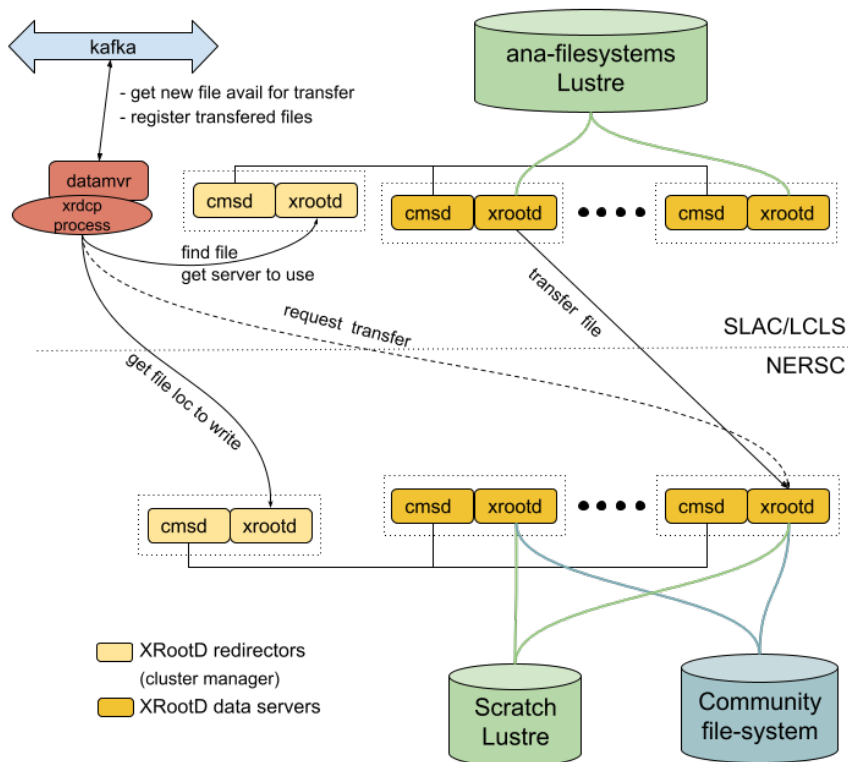 kafka
ana-filesystems
Lustre
- get new file avail for transfer
- register transfered files
datamvr
xrdcp
process
cmsd
xrootd
cmsd
xrootd
cmsd
xrootd
find file
get server to use
request transfer
transfer file
SLAC/LCLS
NERSC
get file loc to write
cmsd
xrootd
cmsd
xrootd
cmsd
xrootd
XRootD redirectors
(cluster manager)
XRootD data servers
Scratch
Lustre
Community
file-system